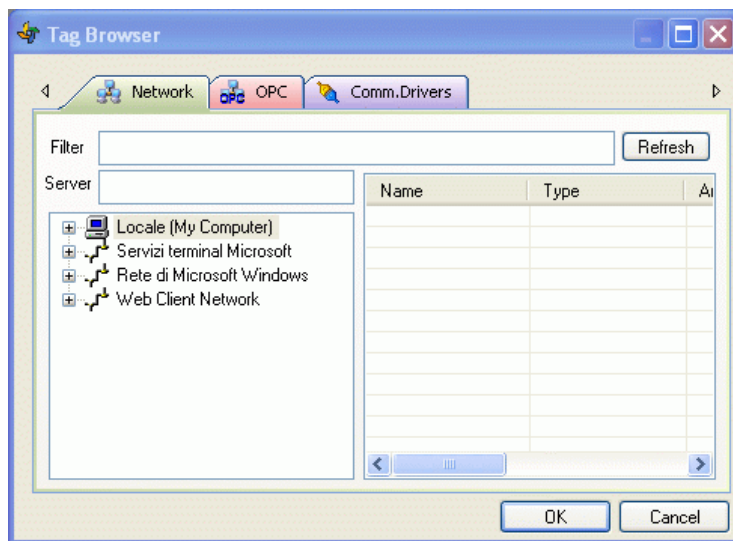 Tag Browser
Network OPC Comm.Drivers
Filter Refresh
Server
Name Type
Locale (My Computer)
Servizi terminal Microsoft
Rete di Microsoft Windows
Web Client Network
OK Cancel